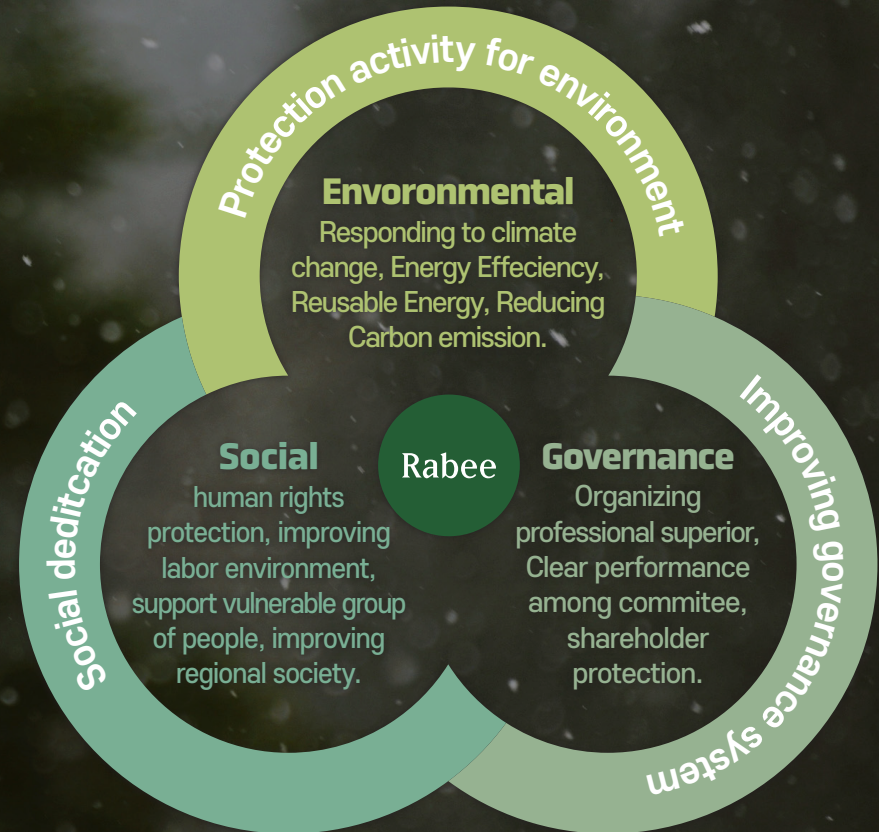 Protection activity for environment
Envoronmental
Responding to climate
change, Energy Effeciency,
Reusable Energy, Reducing
Carbon emission.
Social deditcation
Social
human rights
protection, improving
labor environment,
support vulnerable group
of people, improving
regional society.
Rabee
Governance
Organizing
professional superior,
Clear performance
among commitee,
shareholder
protection.
Improving governance system